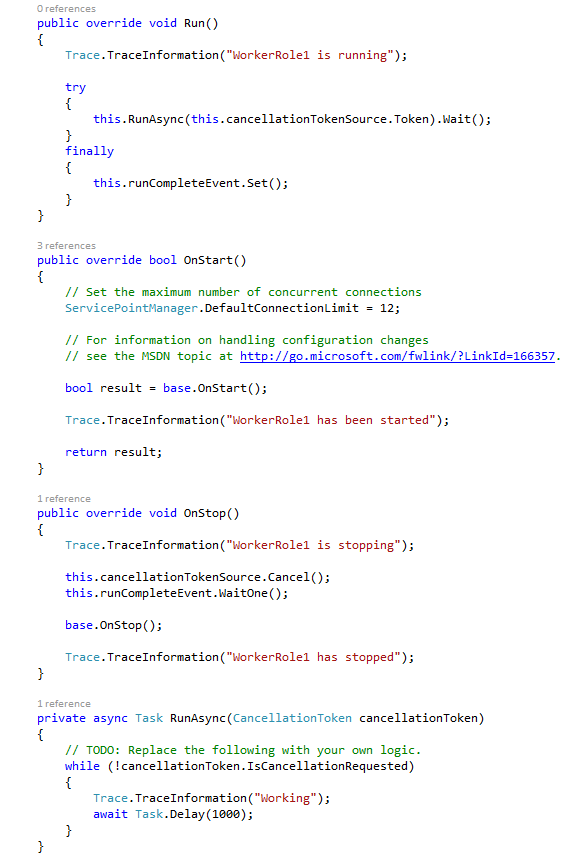 0 references
public override void Run()
{
    Trace.TraceInformation("WorkerRole1 is running");

    try
    {
        this.RunAsync(this.cancellationTokenSource.Token).Wait();
    }
    finally
    {
        this.runCompleteEvent.Set();
    }
}

3 references
public override bool OnStart()
{
    // Set the maximum number of concurrent connections
    ServicePointManager.DefaultConnectionLimit = 12;

    // For information on handling configuration changes
    // see the MSDN topic at http://go.microsoft.com/fwlink/?LinkId=166357.

    bool result = base.OnStart();

    Trace.TraceInformation("WorkerRole1 has been started");

    return result;
}

1 reference
public override void OnStop()
{
    Trace.TraceInformation("WorkerRole1 is stopping");

    this.cancellationTokenSource.Cancel();
    this.runCompleteEvent.WaitOne();

    base.OnStop();

    Trace.TraceInformation("WorkerRole1 has stopped");
}

1 reference
private async Task RunAsync(CancellationToken cancellationToken)
{
    // TODO: Replace the following with your own logic.
    while (!cancellationToken.IsCancellationRequested)
    {
        Trace.TraceInformation("Working");
        await Task.Delay(1000);
    }
}